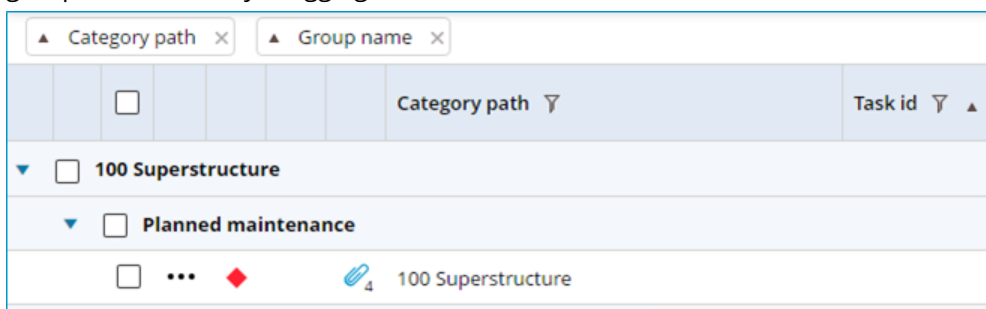 Category path Group name
Category path Task id
100 Superstructure
Planned maintenance
4 100 Superstructure